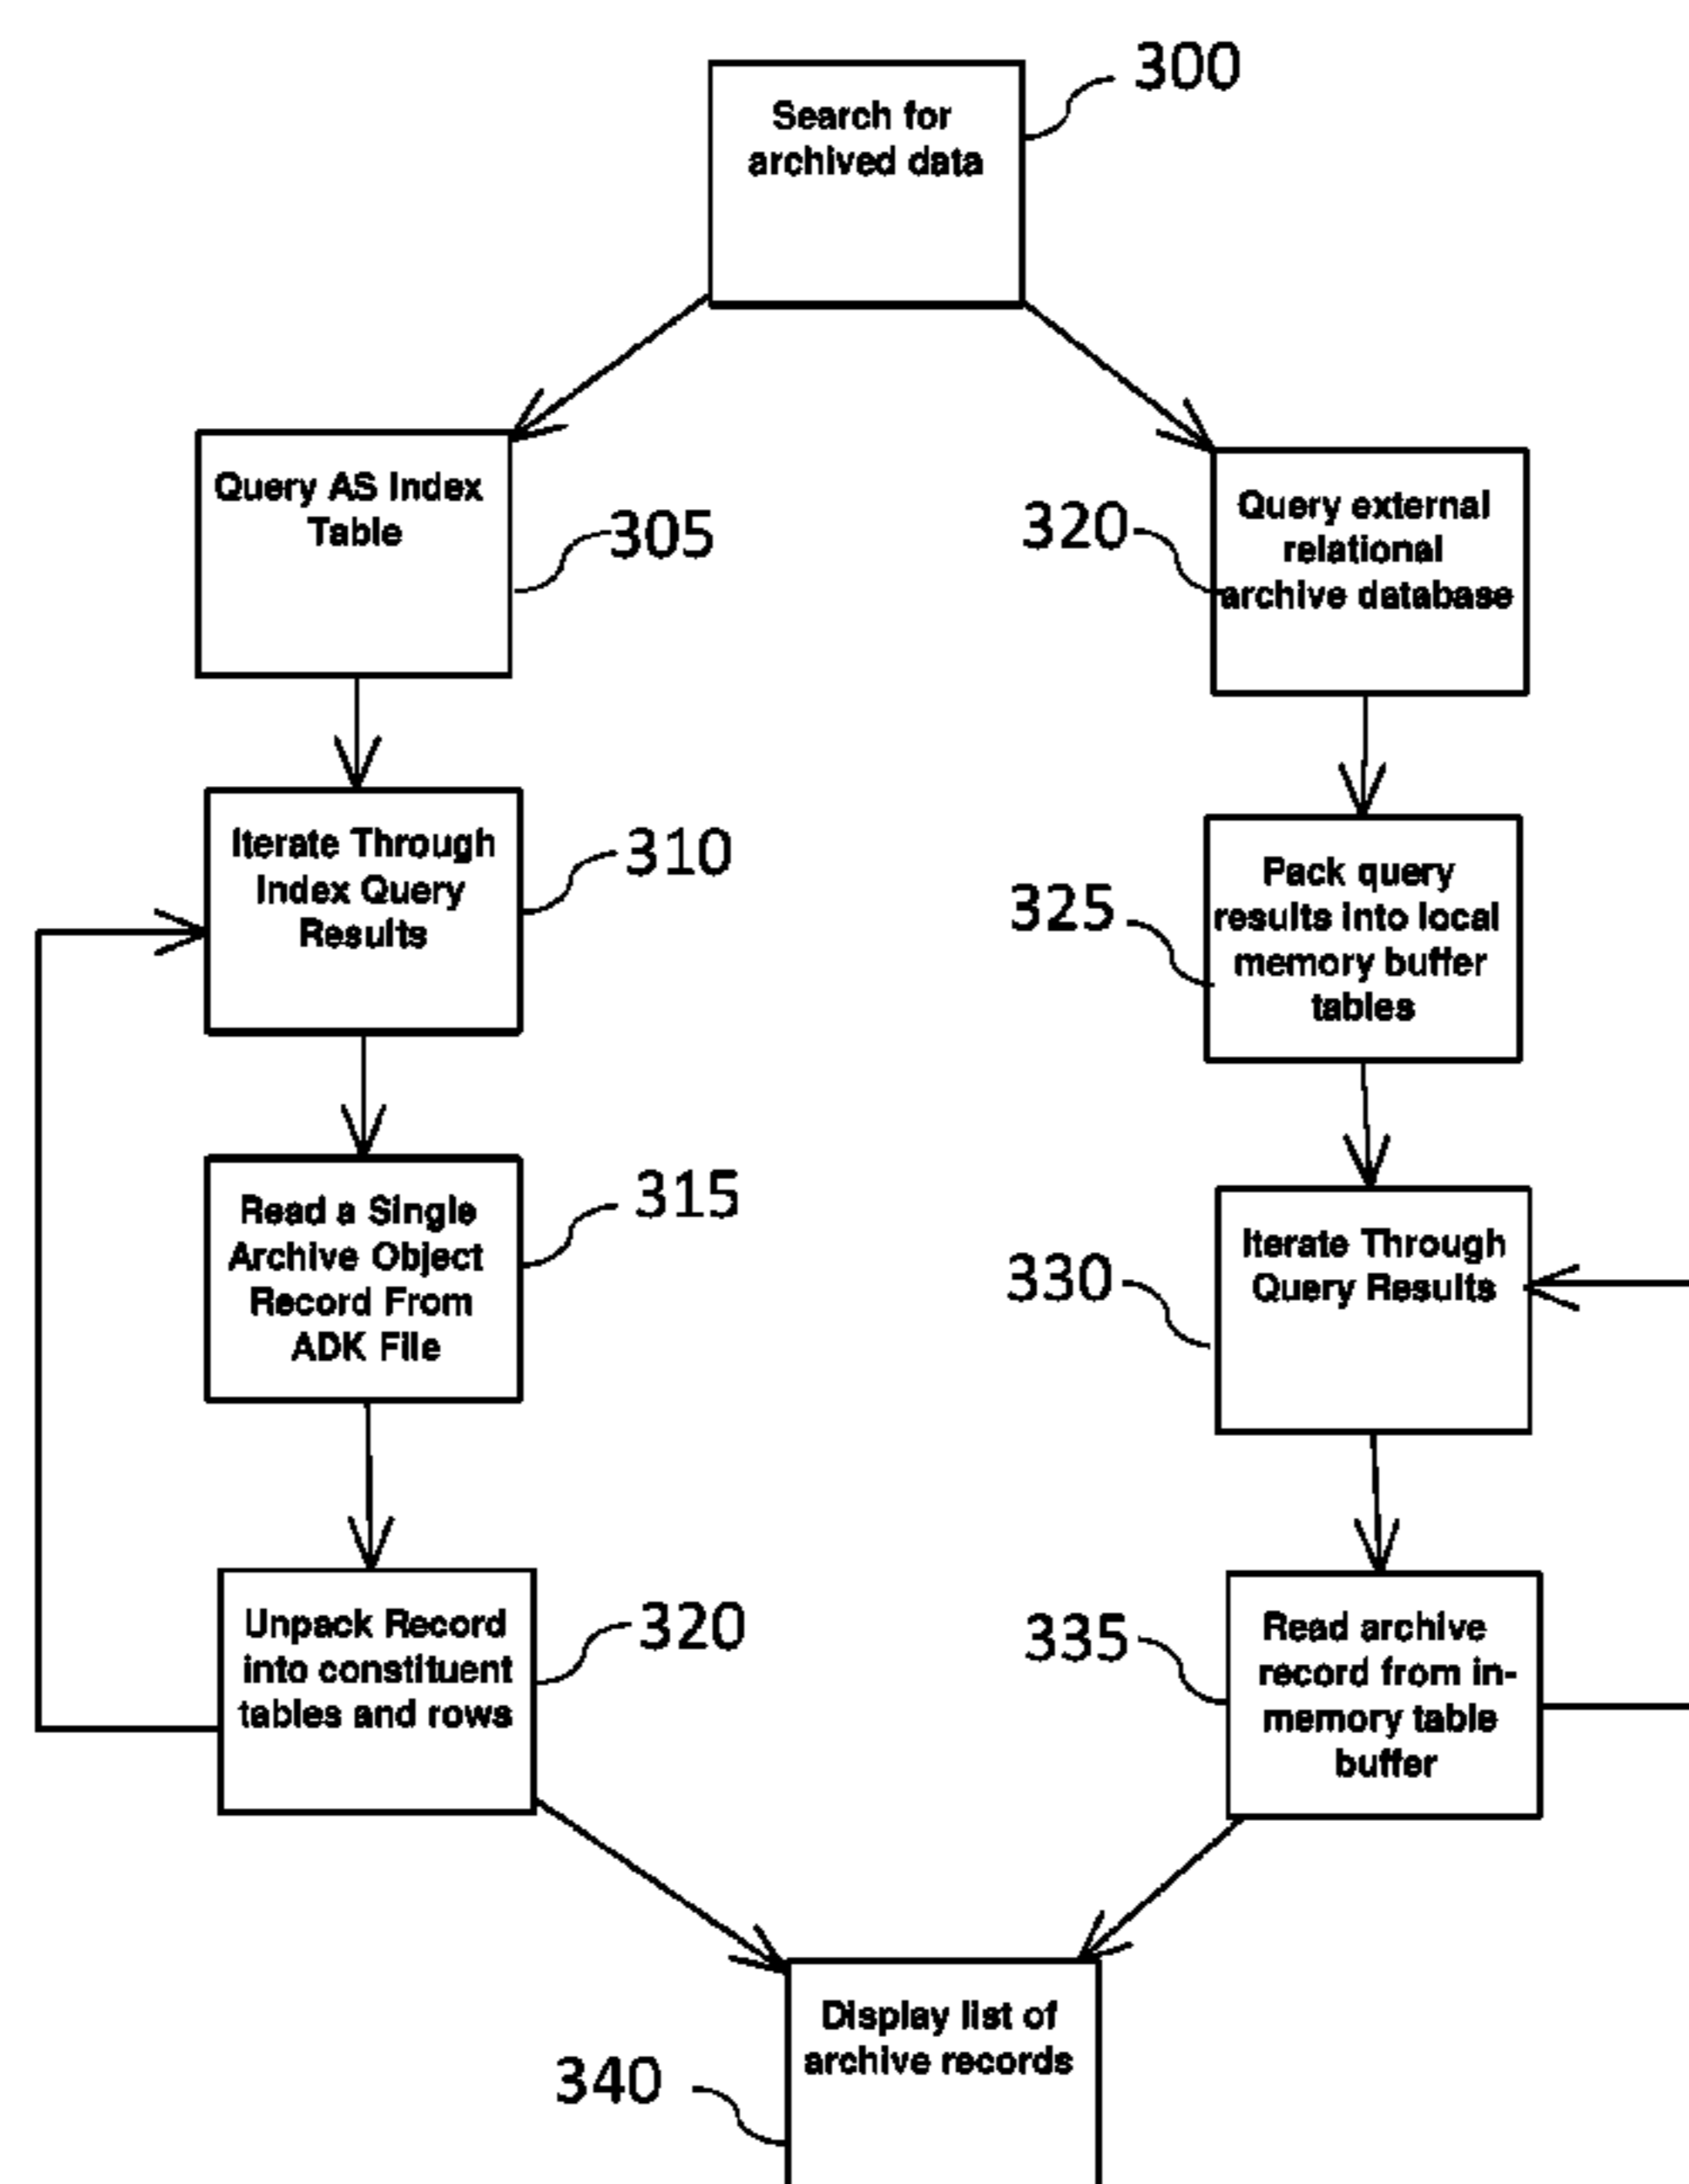 300
Search for
archived data
Query AS Index
Table
305
320
Query external
relational
archive database
Iterate Through
Index Query
Results
310
325
Pack query
results into local
memory buffer
tables
Read a Single
Archive Object
Record From
ADK File
315
330
Iterate Through
Query Results
Unpack Record
into constituent
tables and rows
320
335
Read archive
record from in-
memory table
buffer
Display list of
archive records
340